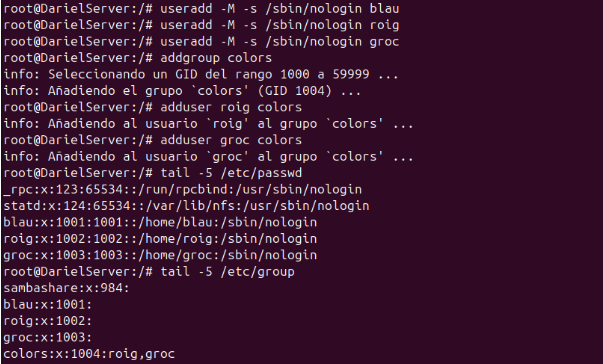 root@DarielServer:/# useradd -M -s /sbin/nologin blau
root@DarielServer:/# useradd -M -s /sbin/nologin roig
root@DarielServer:/# useradd -M -s /sbin/nologin groc
root@DarielServer:/# addgroup colors
info: Seleccionando un GID del rango 1000 a 59999 ...
info: Añadiendo el grupo `colors' (GID 1004) ...
root@DarielServer:/# adduser roig colors
info: Añadiendo al usuario `roig' al grupo `colors' ...
root@DarielServer:/# adduser groc colors
info: Añadiendo al usuario `groc' al grupo `colors' ...
root@DarielServer:/# tail -5 /etc/passwd
_rpc:x:123:65534::/run/rpcbind:/usr/sbin/nologin
statd:x:124:65534::/var/lib/nfs:/usr/sbin/nologin
blau:x:1001:1001::/home/blau:/sbin/nologin
roig:x:1002:1002::/home/roig:/sbin/nologin
groc:x:1003:1003::/home/groc:/sbin/nologin
root@DarielServer:/# tail -5 /etc/group
sambashare:x:984:
blau:x:1001:
roig:x:1002:
groc:x:1003:
colors:x:1004:roig,groc